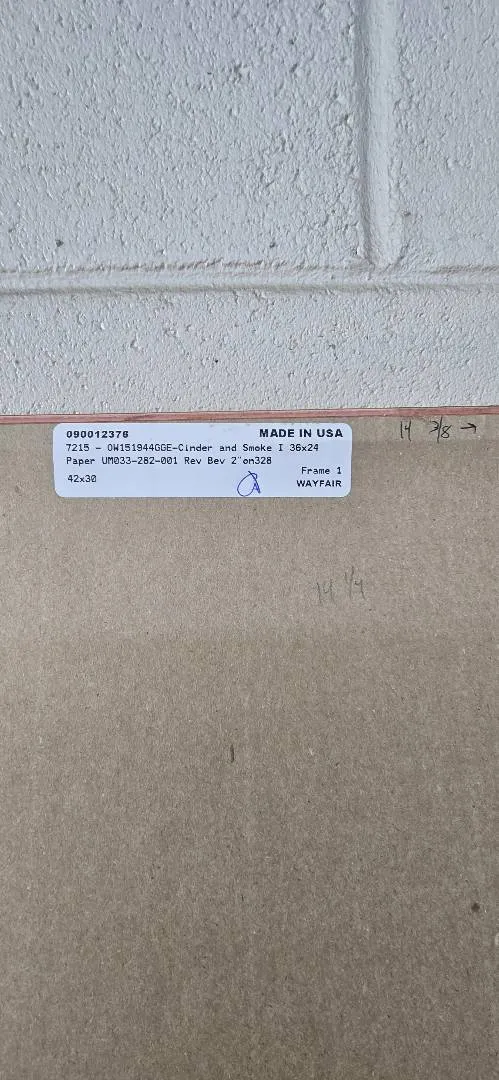 090012376 MADE IN USA
7215 - OW151944GGE-Cinder and Smoke I 36x24
Paper UM033-282-001 Rev Bev 2"on328
Frame 1
42x30
WAYFAIR
14 3/8 →
14 1/4